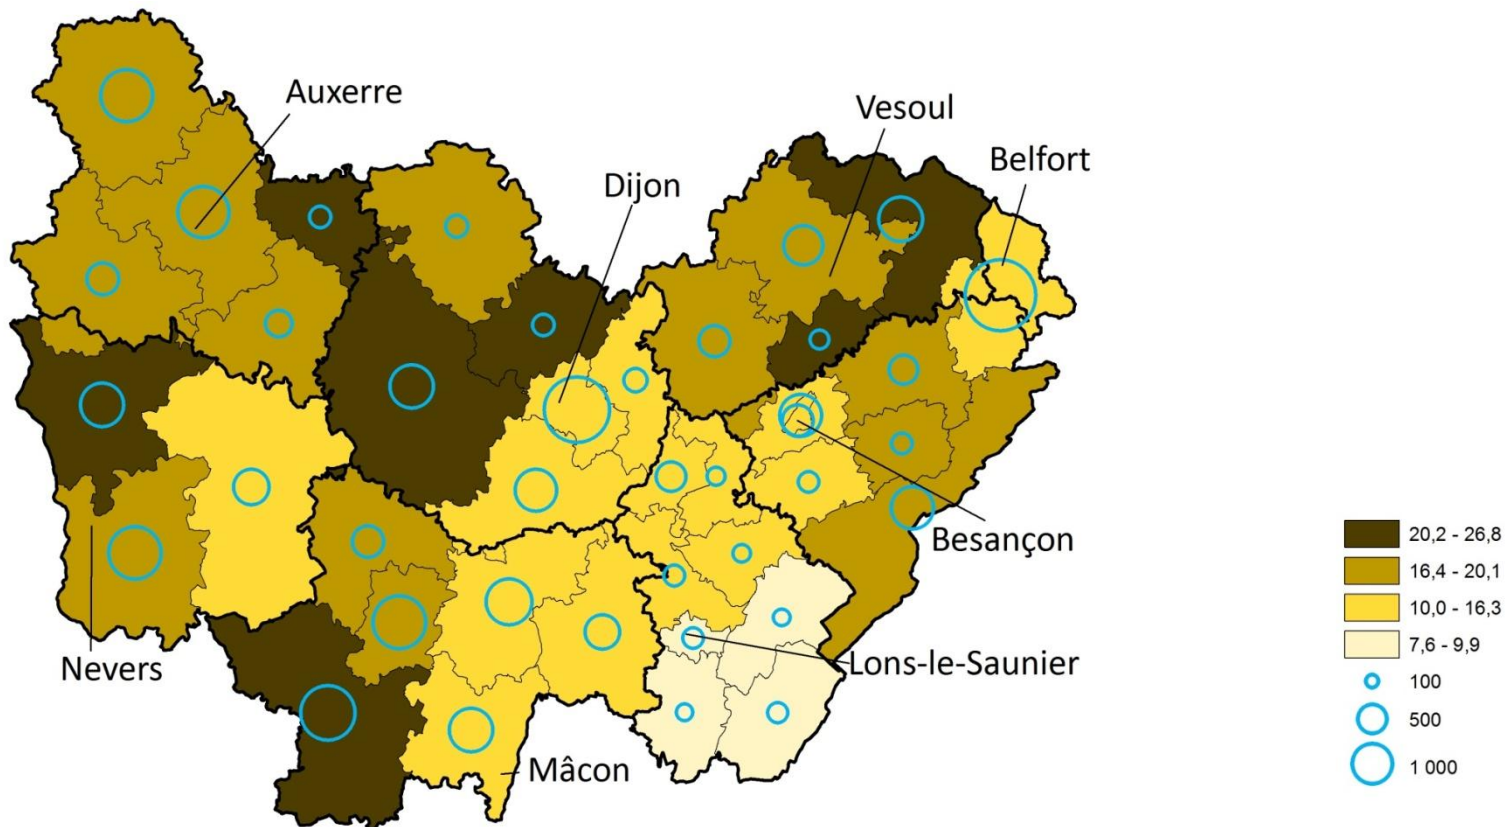 Auxerre
Vesoul
Belfort
Dijon
Besançon
Nevers
Lons-le-Saunier
Mâcon
20,2 - 26,8
16,4 - 20,1
10,0 - 16,3
7,6 - 9,9
100
500
1 000